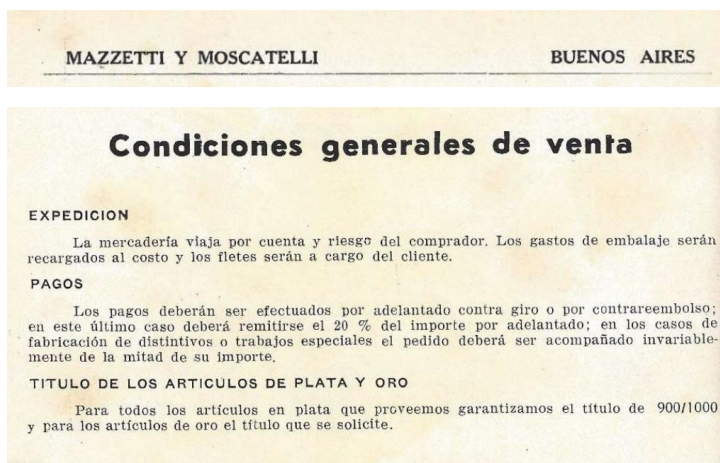 MAZZETTI Y MOSCATELLI BUENOS AIRES
Condiciones generales de venta
EXPEDICION
La mercadería viaja por cuenta y riesgo del comprador. Los gastos de embalaje serán
recargados al costo y los fletes serán a cargo del cliente.
PAGOS
Los pagos deberán ser efectuados por adelantado contra giro o por contrareembolso;
en este último caso deberá remitirse el 20 % del importe por adelantado; en los casos de
fabricación de distintivos o trabajos especiales el pedido deberá ser acompañado invariable-
mente de la mitad de su importe.
TITULO DE LOS ARTICULOS DE PLATA Y ORO
Para todos los artículos en plata que proveemos garantizamos el título de 900/1000
y para los artículos de oro el título que se solicite.